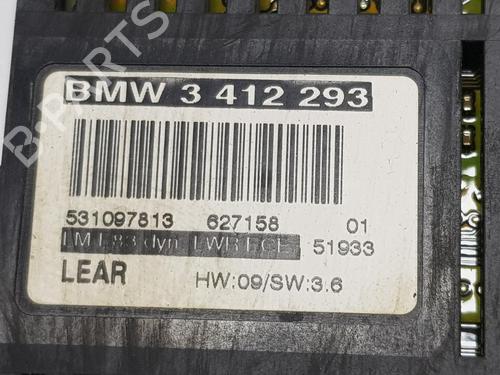 BMW 3 412 293
531097813 627158 01
LM E83 dyn LWR ECE 51933
LEAR HW:09/SW:3.6
B-PARTS